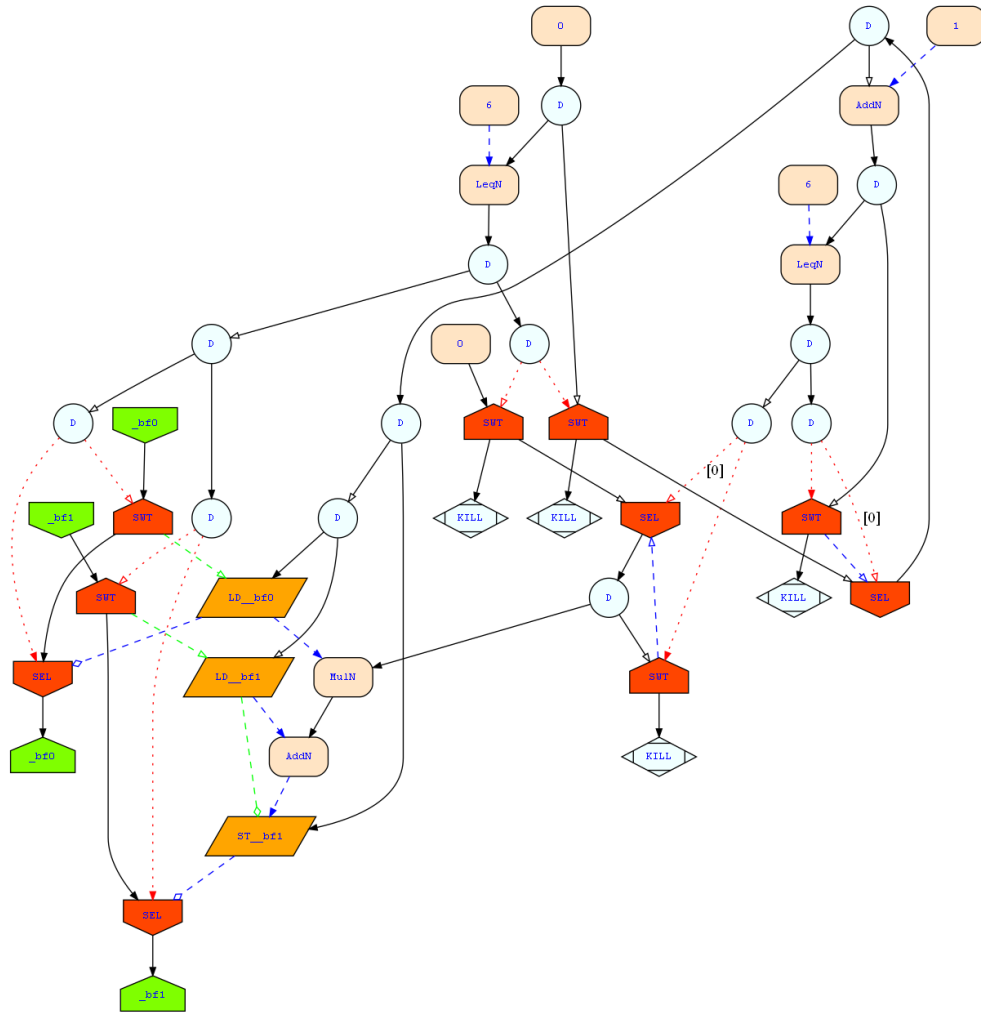 0
D
1
6
D
AddN
LeqN
6
D
D
LeqN
D
0
D
D
D
_bf0
D
SWT
SWT
D
D
[0]
_bf1
SWT
D
D
KILL
KILL
SEL
SWT
[0]
SWT
LD__bf0
D
KILL
SEL
SEL
LD__bf1
MulN
SWT
_bf0
AddN
KILL
ST__bf1
SEL
_bf1